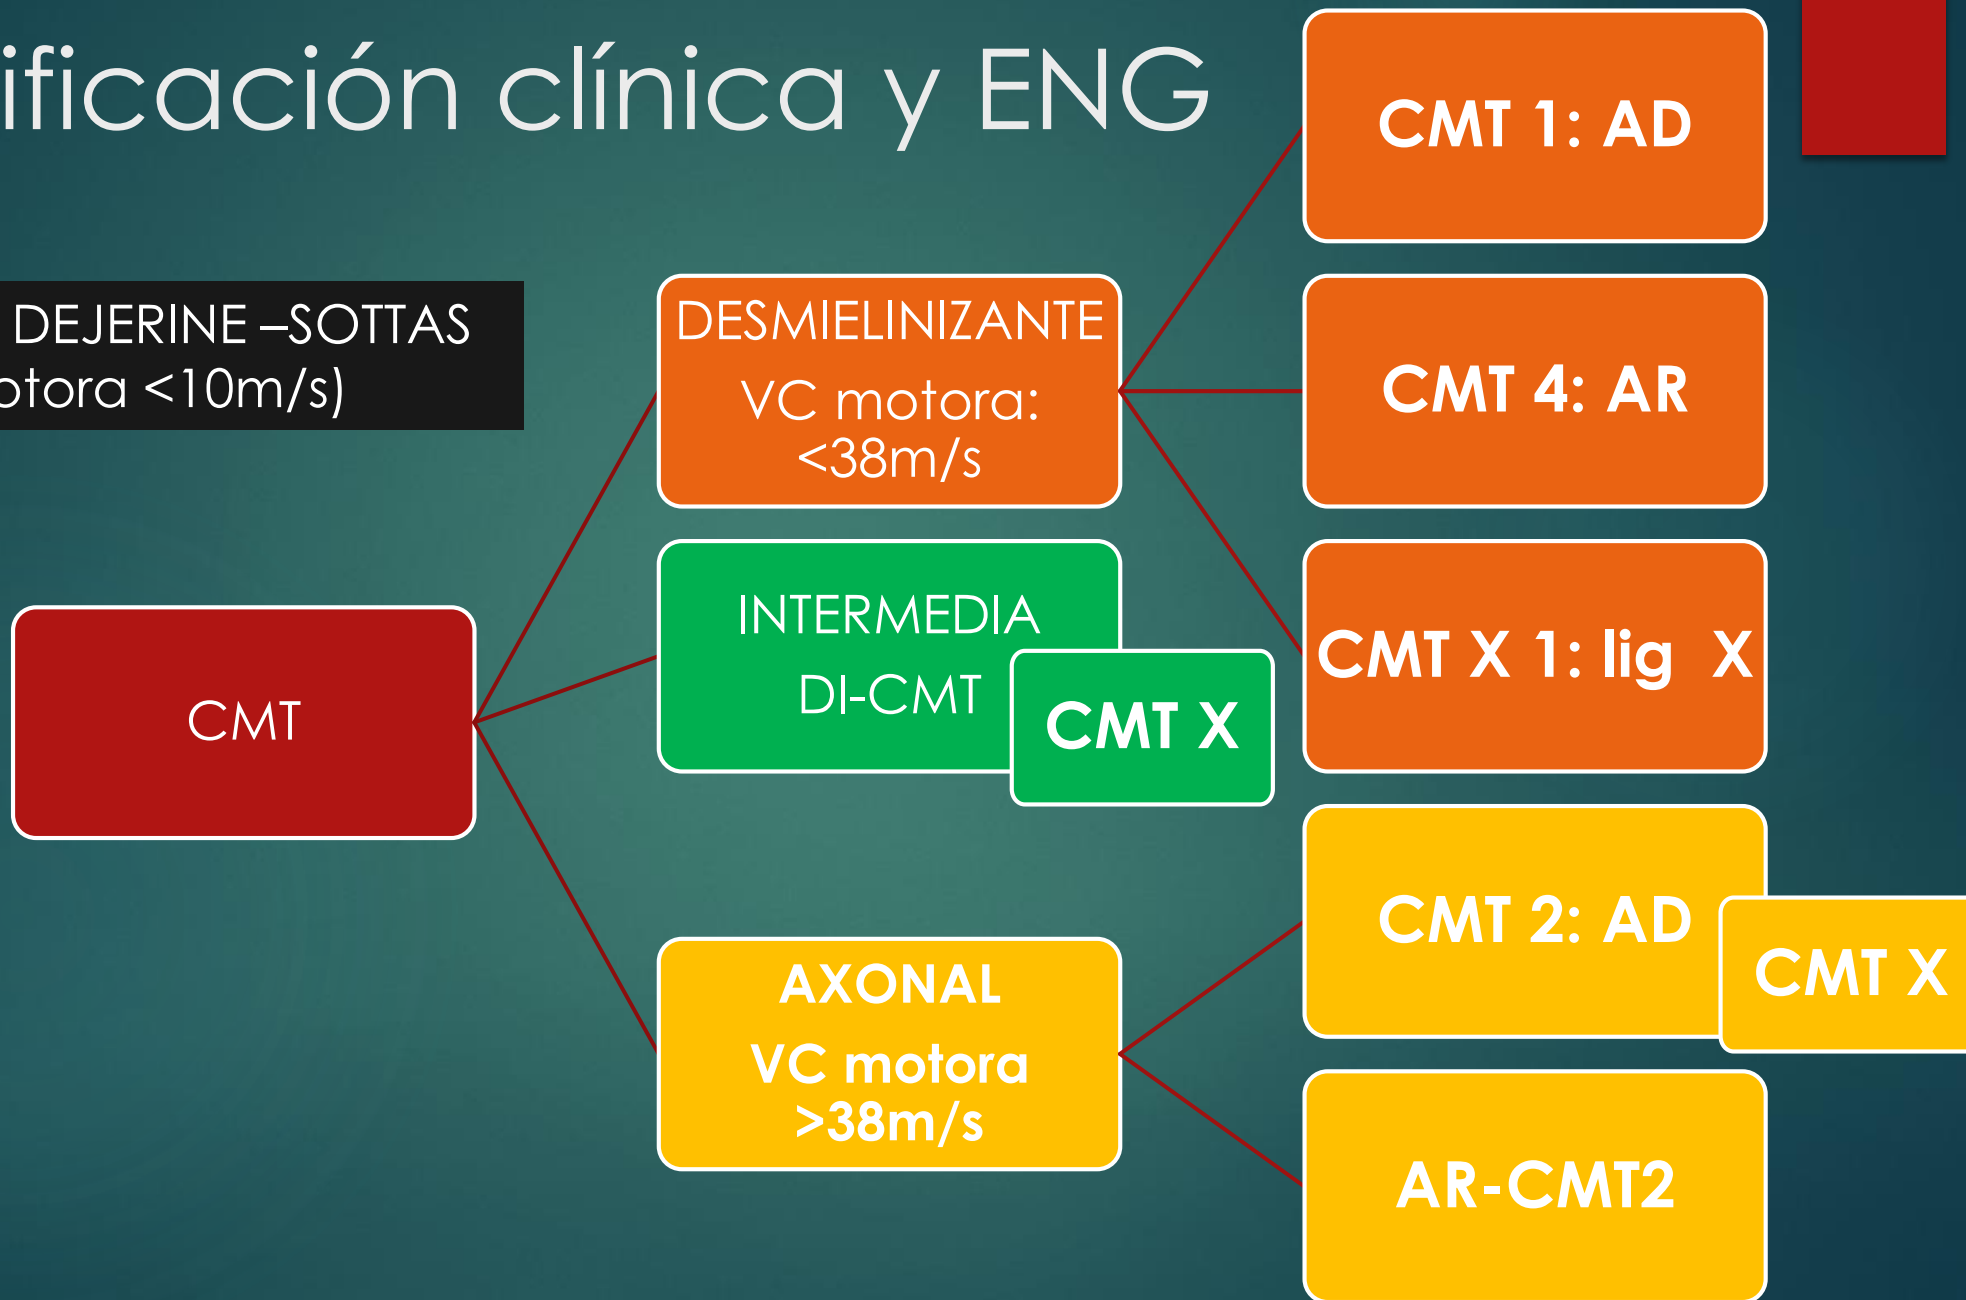 ificación clínica y ENG
DEJERINE –SOTTAS
otora <10m/s)
CMT
DESMIELINIZANTE
VC motora:
<38m/s
INTERMEDIA
DI-CMT
CMT X
AXONAL
VC motora
>38m/s
CMT 1: AD
CMT 4: AR
CMT X 1: lig X
CMT 2: AD
CMT X
AR-CMT2